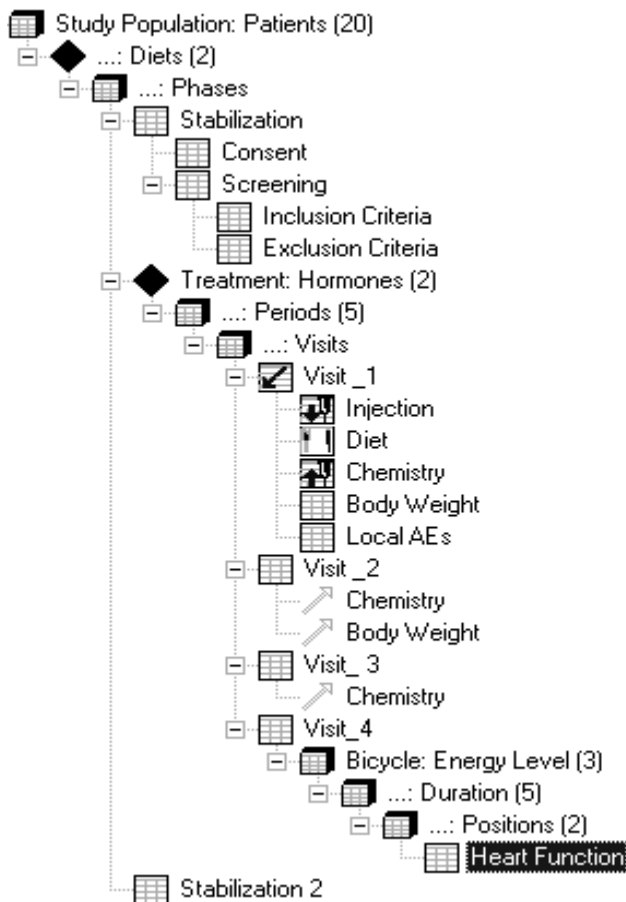 Study Population: Patients (20)
...: Diets (2)
...: Phases
Stabilization
Consent
Screening
Inclusion Criteria
Exclusion Criteria
Treatment: Hormones (2)
...: Periods (5)
...: Visits
Visit _1
Injection
Diet
Chemistry
Body Weight
Local AEs
Visit _2
Chemistry
Body Weight
Visit_ 3
Chemistry
Visit_4
Bicycle: Energy Level (3)
...: Duration (5)
...: Positions (2)
Heart Function
Stabilization 2